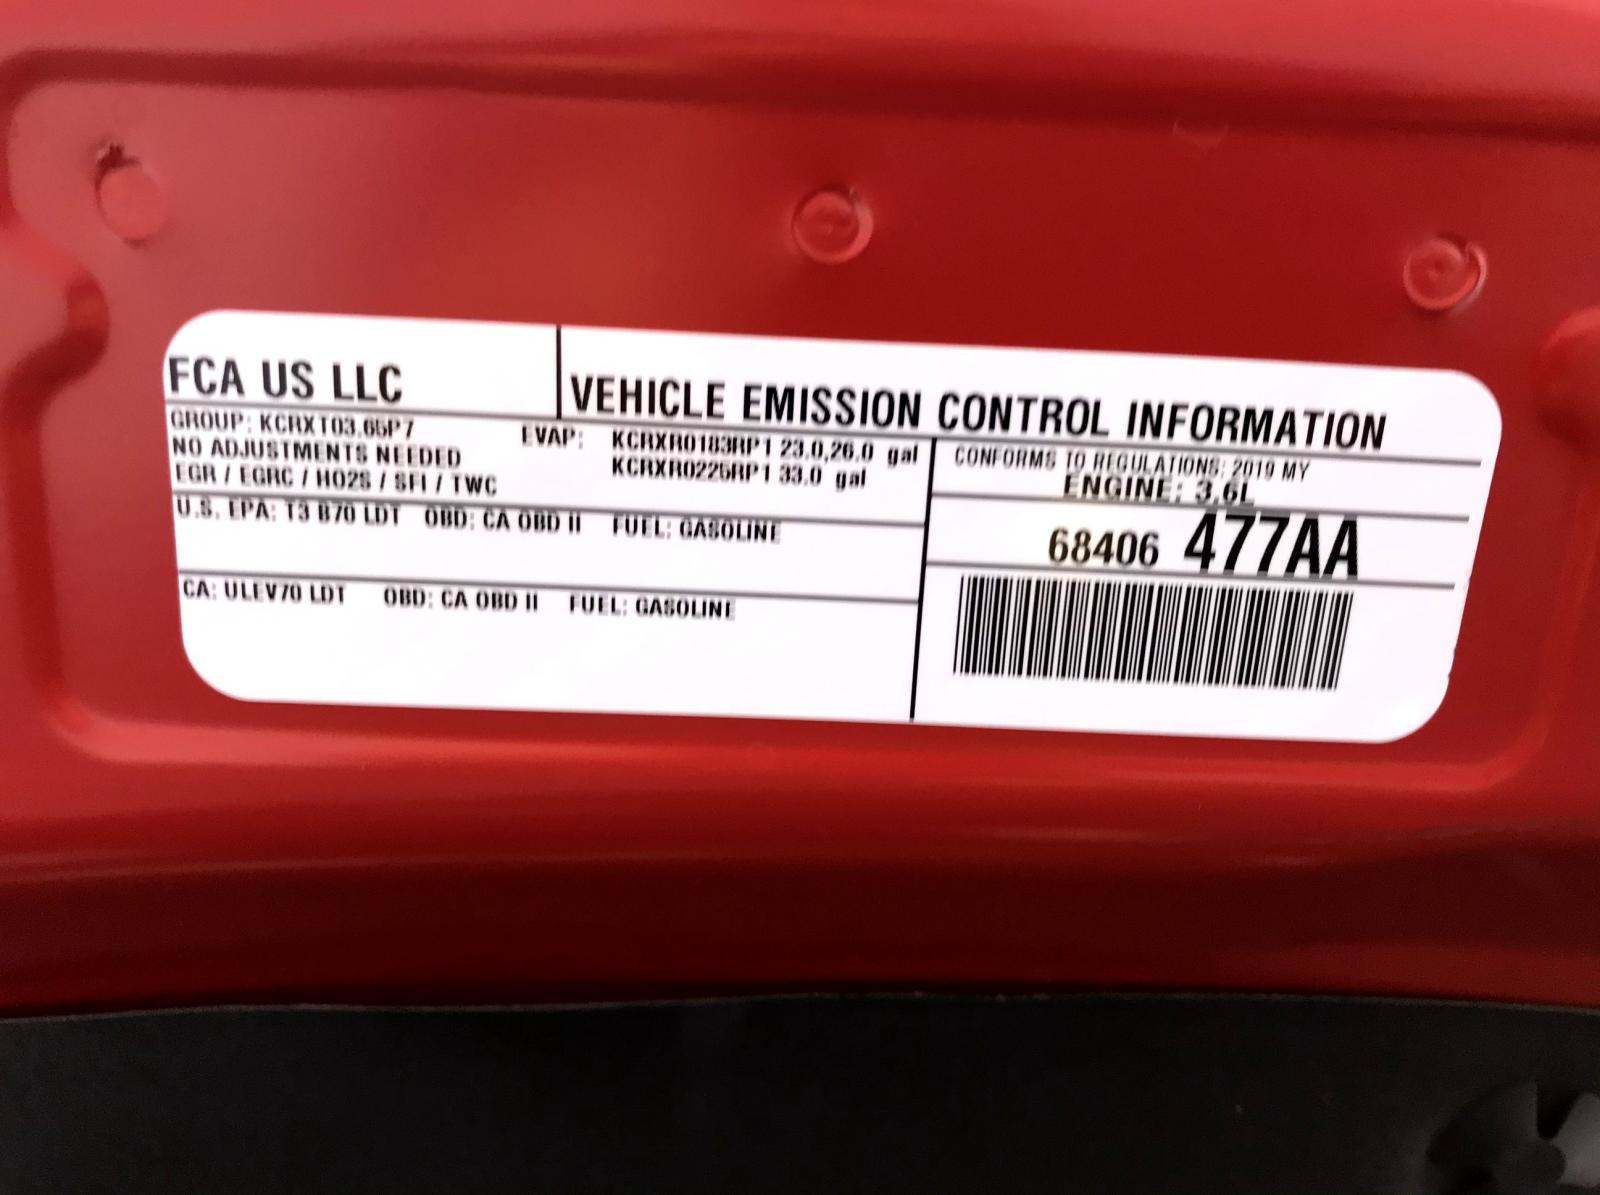 FCA US LLC
VEHICLE EMISSION CONTROL INFORMATION
GROUP: KCRXT03.65P7
NO ADJUSTMENTS NEEDED
EGR / EGRC / HO2S / SFI / TWC
EVAP: KCRXR0183RP1 23.0,26.0 gal
KCRXR0225RP1 33.0 gal
CONFORMS TO REGULATIONS: 2019 MY
ENGINE: 3.6L
U.S. EPA: T3 B70 LDT OBD: CA OBD II FUEL: GASOLINE
68406 477AA
CA: ULEV70 LDT OBD: CA OBD II FUEL: GASOLINE